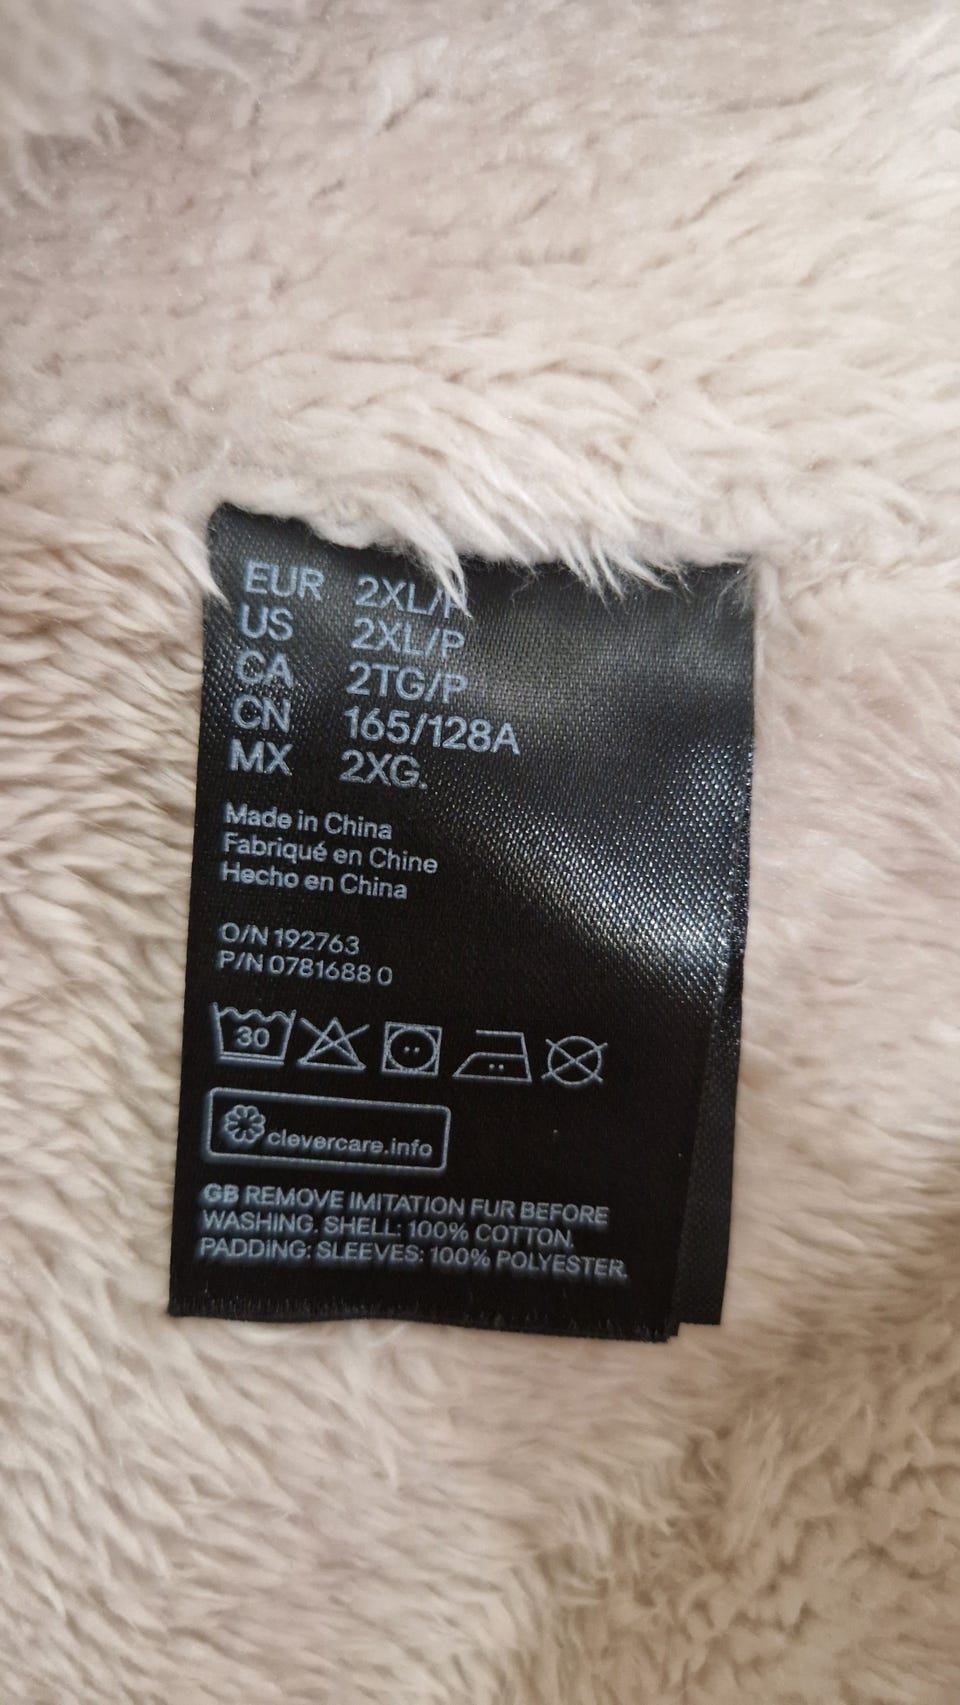 EUR 2XL/P
US 2XL/P
CA 2TG/P
CN 165/128A
MX 2XG.
Made in China
Fabriqué en Chine
Hecho en China
O/N 192763
P/N 0781688 0
30
clevercare.info
GB REMOVE IMITATION FUR BEFORE
WASHING. SHELL: 100% COTTON.
PADDING: SLEEVES: 100% POLYESTER.